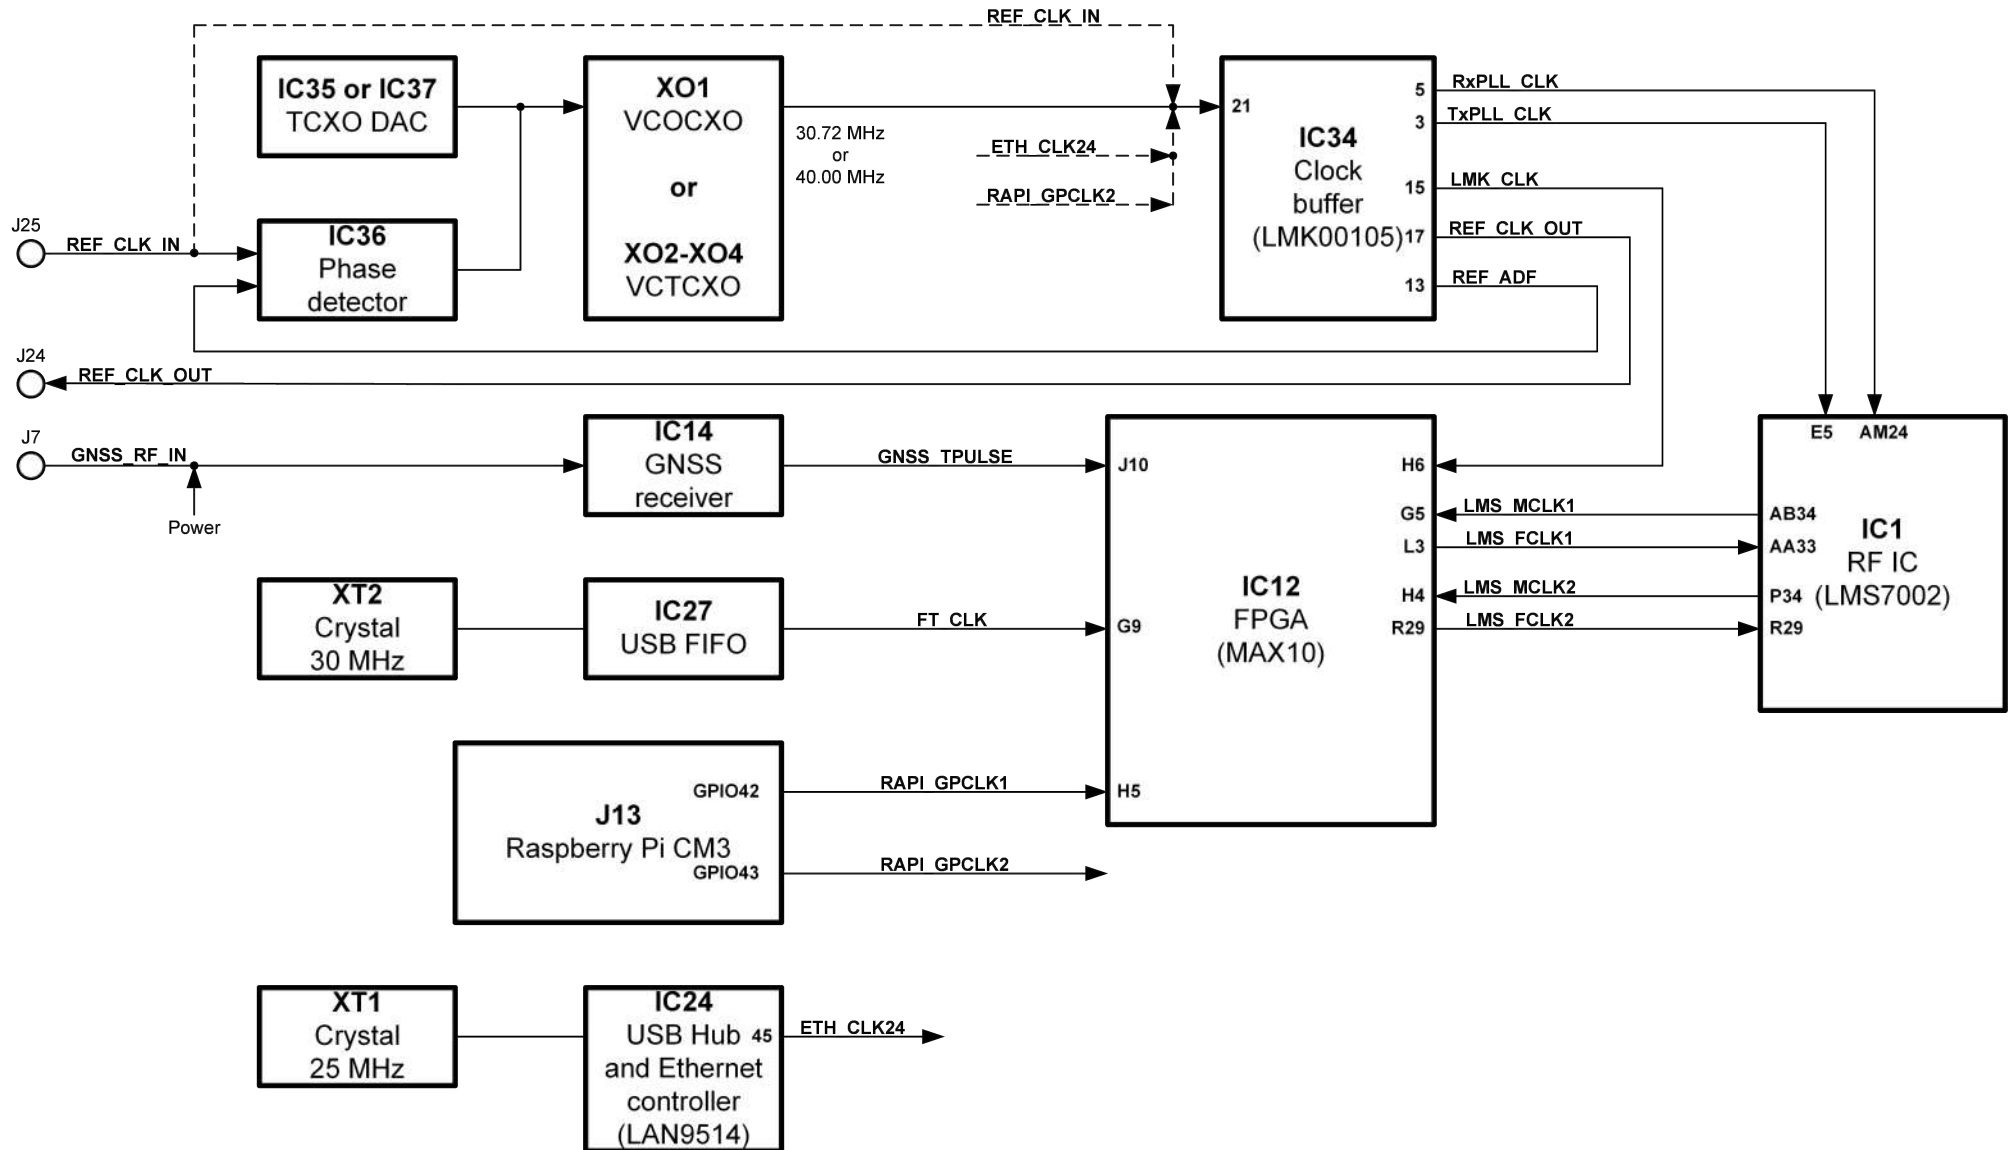 REF_CLK_IN
IC35 or IC37
TCXO DAC
XO1
VCOCXO
or
XO2-XO4
VCTCXO
30.72 MHz
or
40.00 MHz
ETH_CLK24
RAPI_GPCLK2
21
IC34
Clock
buffer
(LMK00105)
5
3
15
17
13
RxPLL_CLK
TxPLL_CLK
LMK_CLK
REF_CLK_OUT
REF_ADF
J25
REF_CLK_IN
IC36
Phase
detector
J24
REF_CLK_OUT
J7
GNSS_RF_IN
Power
IC14
GNSS
receiver
GNSS_TPULSE
J10
H6
G5
L3
H4
R29
IC12
FPGA
(MAX10)
G9
H5
LMS_MCLK1
LMS_FCLK1
LMS_MCLK2
LMS_FCLK2
E5
AM24
AB34
AA33
P34
R29
IC1
RF IC
(LMS7002)
XT2
Crystal
30 MHz
IC27
USB FIFO
FT_CLK
GPIO42
J13
Raspberry Pi CM3
GPIO43
RAPI_GPCLK1
RAPI_GPCLK2
XT1
Crystal
25 MHz
IC24
USB Hub
45
and Ethernet
controller
(LAN9514)
ETH_CLK24